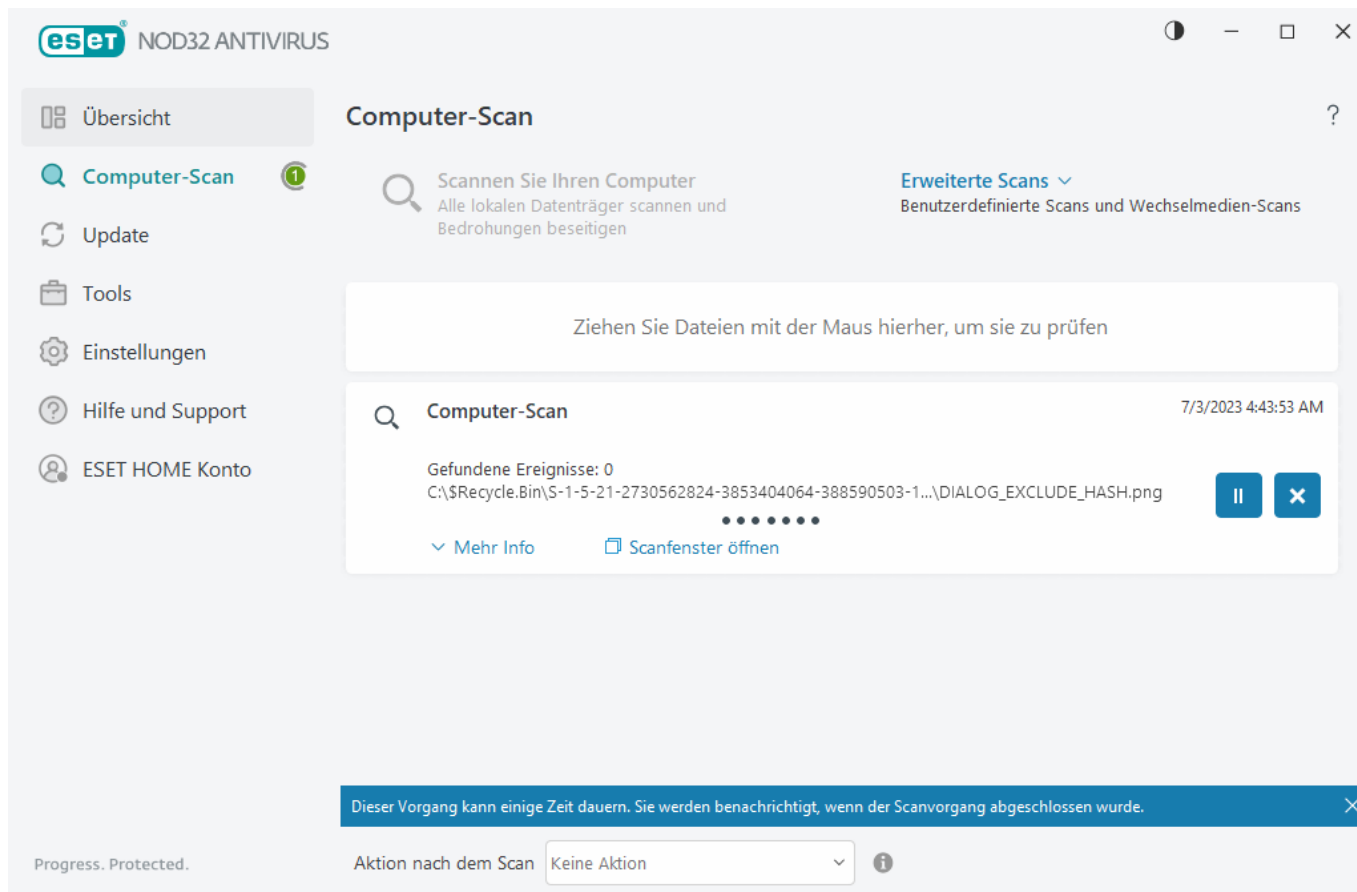 eset® NOD32 ANTIVIRUS
Übersicht
Computer-Scan
1
Update
Tools
Einstellungen
Hilfe und Support
ESET HOME Konto
Progress. Protected.
Computer-Scan
?
Scannen Sie Ihren Computer
Alle lokalen Datenträger scannen und
Bedrohungen beseitigen
Erweiterte Scans
Benutzerdefinierte Scans und Wechselmedien-Scans
Ziehen Sie Dateien mit der Maus hierher, um sie zu prüfen
Computer-Scan
7/3/2023 4:43:53 AM
Gefundene Ereignisse: 0
C:\$Recycle.Bin\S-1-5-21-2730562824-3853404064-388590503-1...\DIALOG_EXCLUDE_HASH.png
Mehr Info
Scanfenster öffnen
Dieser Vorgang kann einige Zeit dauern. Sie werden benachrichtigt, wenn der Scanvorgang abgeschlossen wurde.
Aktion nach dem Scan
Keine Aktion